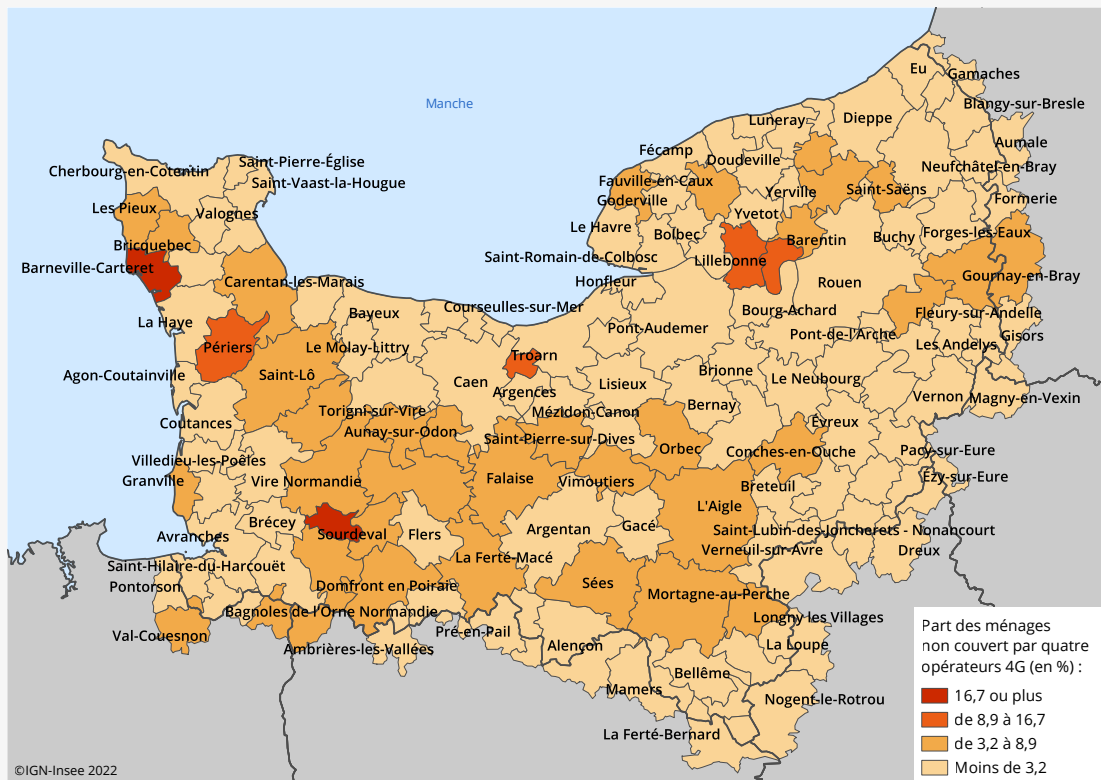 Eu
Gamaches
Manche
Blangy-sur-Bresle
Luneray
Dieppe
Aumale
Fécamp
Doudeville
Neufchâtel-en-Bray
Saint-Pierre-Église
Cherbourg-en-Cotentin
Saint-Vaast-la-Hougue
Fauville-en-Caux
Yerville
Saint-Saëns
Goderville
Formerie
Les Pieux
Valognes
Yvetot
Le Havre
Bolbec
Barentin
Buchy
Forges-les-Eaux
Bricquebec
Saint-Romain-de-Colbosc
Lillebonne
Barneville-Carteret
Gournay-en-Bray
Carentan-les-Marais
Honfleur
Rouen
Courseulles-sur-Mer
Bourg-Achard
Bayeux
Fleury-sur-Andelle
La Haye
Pont-Audemer
Pont-de-l'Arche
Gisors
Périers
Le Molay-Littry
Troarn
Les Andelys
Agon-Coutainville
Saint-Lô
Caen
Lisieux
Brionne
Le Neubourg
Argences
Vernon
Magny-en-Vexin
Torigni-sur-Vire
Mézidon-Canon
Bernay
Coutances
Aunay-sur-Odon
Évreux
Saint-Pierre-sur-Dives
Orbec
Conches-en-Ouche
Pacy-sur-Eure
Villedieu-les-Poêles
Granville
Vire Normandie
Falaise
Vimoutiers
Breteuil
Ézy-sur-Eure
L'Aigle
Brécey
Sourdeval
Flers
Argentan
Gacé
Saint-Lubin-des-Joncherets - Nonancourt
Avranches
Verneuil-sur-Avre
Dreux
La Ferté-Macé
Saint-Hilaire-du-Harcouët
Pontorson
Domfront en Poiraie
Sées
Mortagne-au-Perche
Bagnoles de l'Orne Normandie
Longny les Villages
Val-Couesnon
Pré-en-Pail
Ambrières-les-Vallées
Alençon
La Loupe
Bellême
Mamers
Nogent-le-Rotrou
La Ferté-Bernard
Part des ménages
non couvert par quatre
opérateurs 4G (en %) :
16,7 ou plus
de 8,9 à 16,7
de 3,2 à 8,9
Moins de 3,2
©IGN-Insee 2022